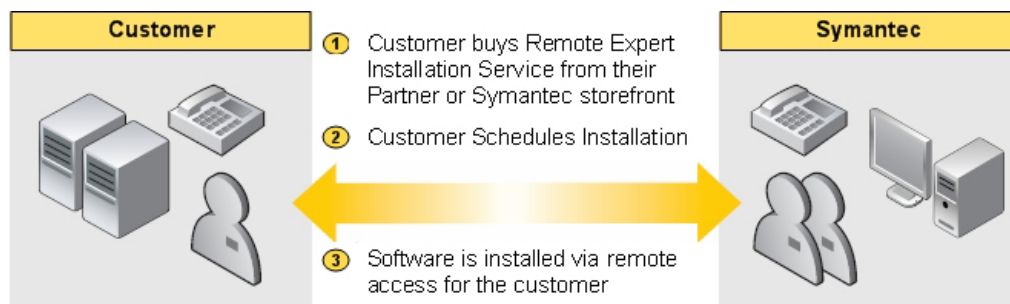 Customer
1 Customer buys Remote Expert
Installation Service from their
Partner or Symantec storefront
2 Customer Schedules Installation
3 Software is installed via remote
access for the customer
Symantec